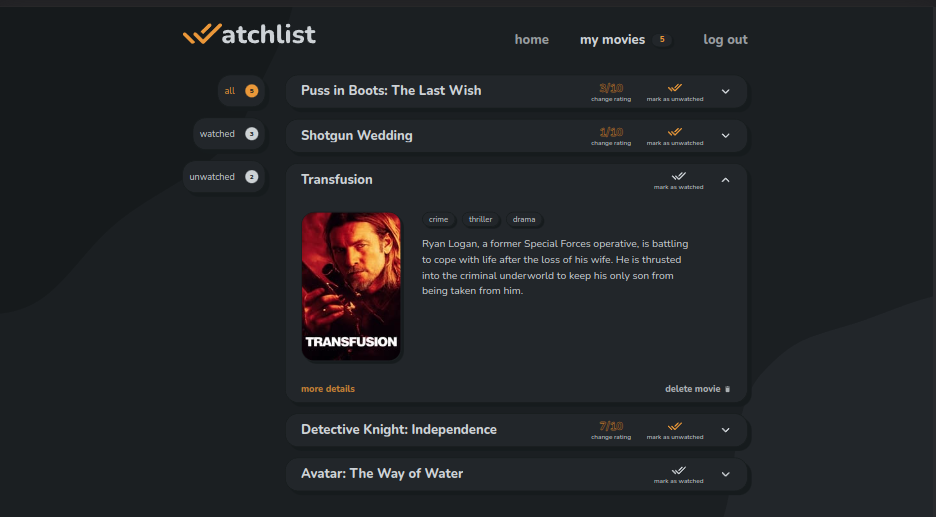 atchlist
home my movies 5 log out
all 5
watched 3
unwatched 2
Puss in Boots: The Last Wish
3/10
change rating
mark as unwatched
Shotgun Wedding
1/10
change rating
mark as unwatched
Transfusion
mark as watched
TRANSFUSION
crime thriller drama
Ryan Logan, a former Special Forces operative, is battling
to cope with life after the loss of his wife. He is thrusted
into the criminal underworld to keep his only son from
being taken from him.
more details
delete movie
Detective Knight: Independence
7/10
change rating
mark as unwatched
Avatar: The Way of Water
mark as watched